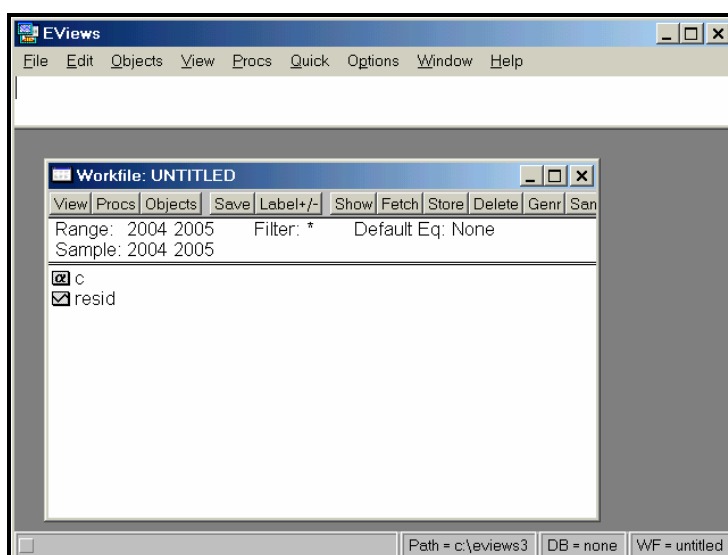 EViews
File Edit Objects View Procs Quick Options Window Help
Workfile: UNTITLED
View Procs Objects Save Label+/- Show Fetch Store Delete Genr San
Range: 2004 2005 Filter: * Default Eq: None
Sample: 2004 2005
α c
resid
Path = c:\eviews3 DB = none WF = untitled